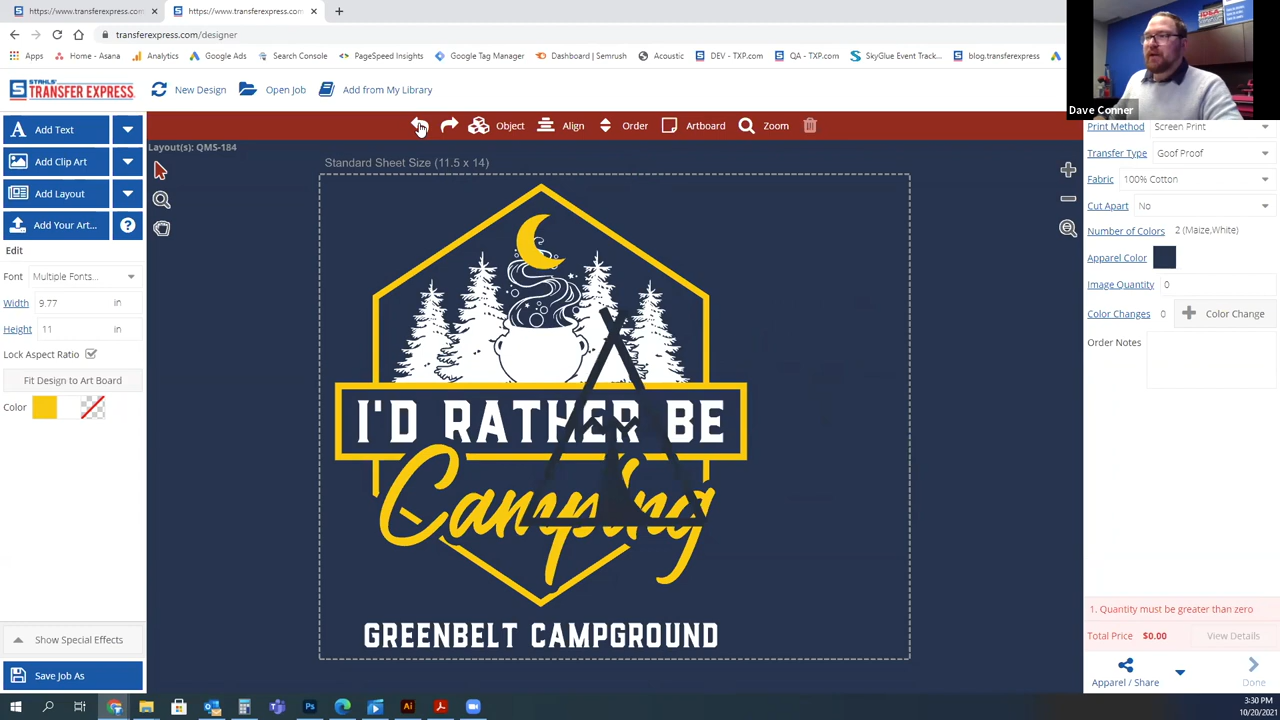 https://www.transferexpress.com/d
https://www.transferexpress.com/d
transferexpress.com/designer
Apps
Home - Asana
Analytics
Google Ads
Search Console
PageSpeed Insights
Google Tag Manager
Dashboard | Semrush
Acoustic
DEV - TXP.com
QA - TXP.com
SkyGlue Event Track...
blog.transferexpress
STAHLS'
TRANSFER EXPRESS
New Design
Open Job
Add from My Library
Dave Conner
Add Text
Add Clip Art
Add Layout
Add Your Art...
Object
Align
Order
Artboard
Zoom
Layout(s): QMS-184
Standard Sheet Size (11.5 x 14)
Edit
Font
Multiple Fonts...
Width
9.77
in
Height
11
in
Lock Aspect Ratio
Fit Design to Art Board
Color
I'D RATHER BE
Camping
GREENBELT CAMPGROUND
Print Method
Screen Print
Transfer Type
Goof Proof
Fabric
100% Cotton
Cut Apart
No
Number of Colors
2 (Maize,White)
Apparel Color
Image Quantity
0
Color Changes
0
Color Change
Order Notes
1. Quantity must be greater than zero
Total Price
$0.00
View Details
Show Special Effects
Save Job As
Apparel / Share
Done
3:30 PM
10/20/2021